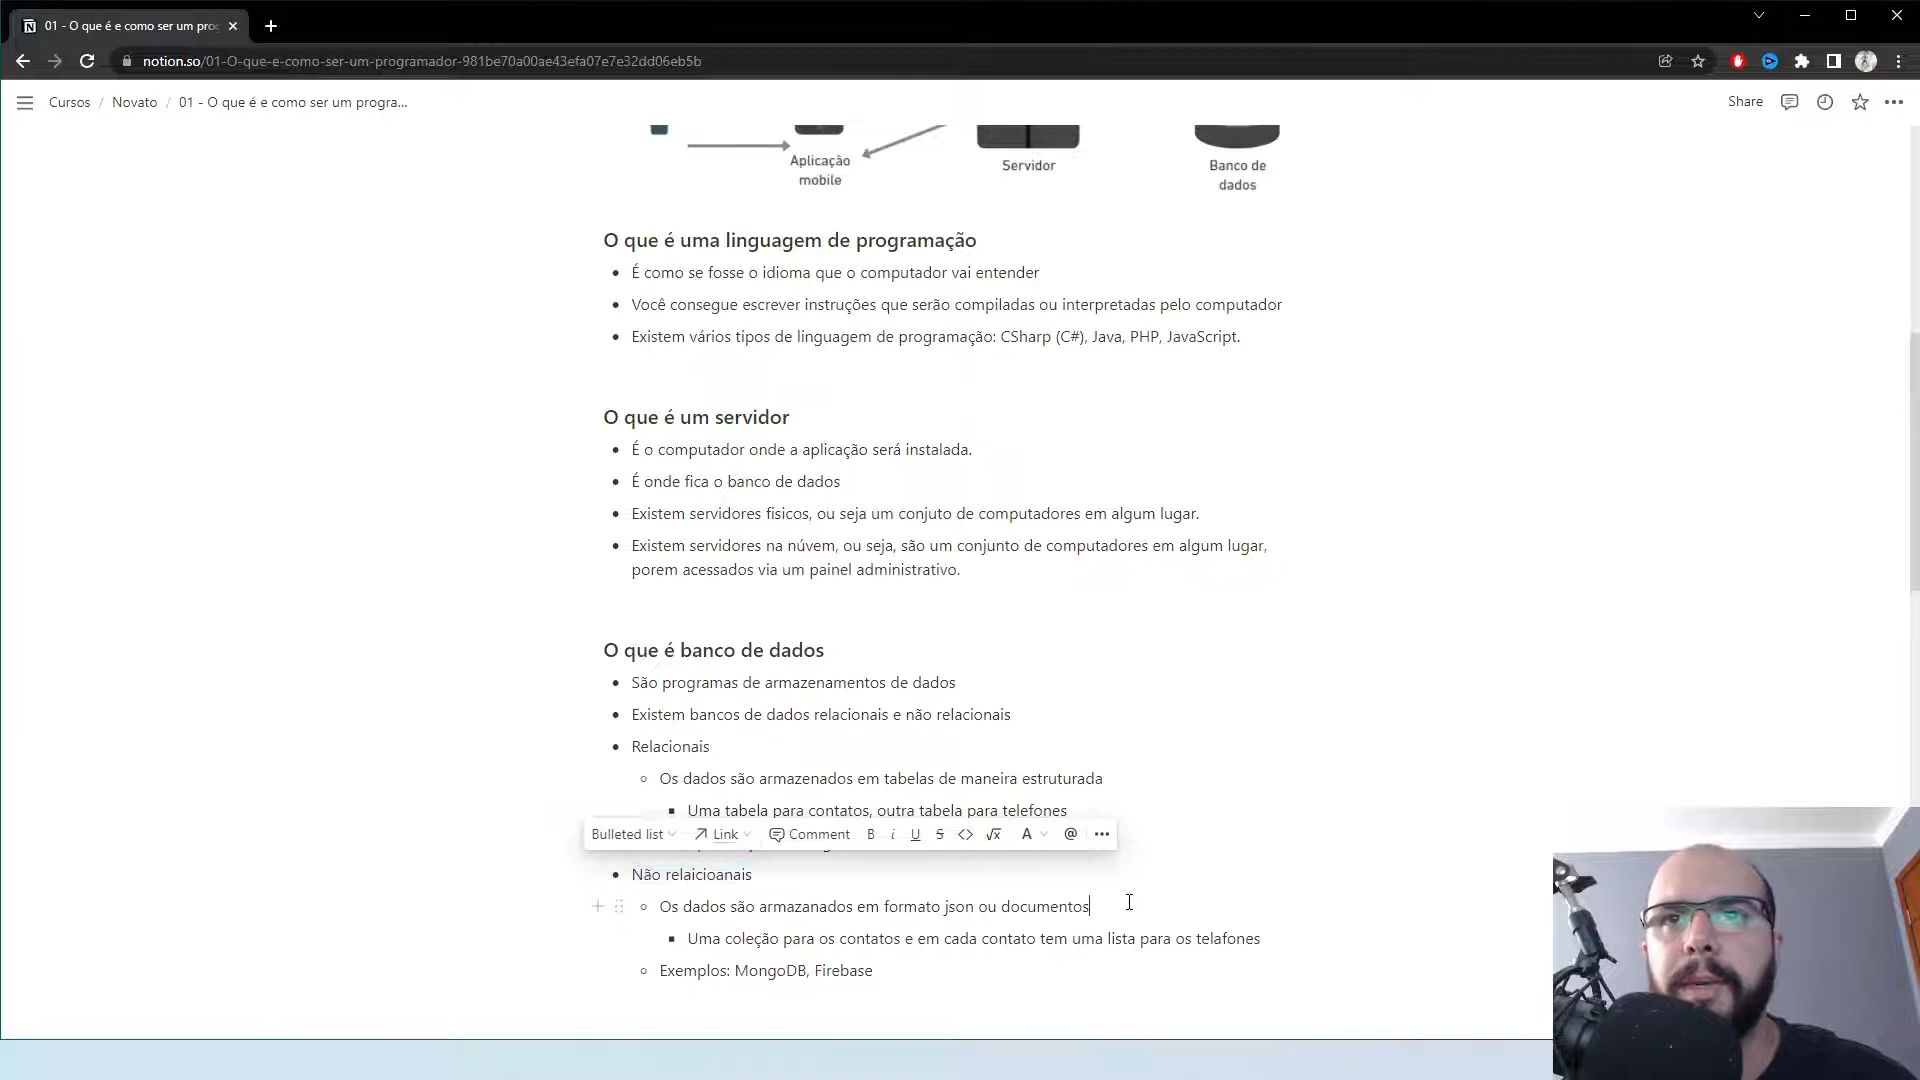 01 - O que é e como ser um pro
notion.so/01-O-que-e-como-ser-um-programador-981be70a00ae43efa07e7e32dd06eb5b
Cursos / Novato / 01 - O que é e como ser um progra...
Share
Aplicação
mobile
Servidor
Banco de
dados
O que é uma linguagem de programação
• É como se fosse o idioma que o computador vai entender
• Você consegue escrever instruções que serão compiladas ou interpretadas pelo computador
• Existem vários tipos de linguagem de programação: CSharp (C#), Java, PHP, JavaScript.
O que é um servidor
• É o computador onde a aplicação será instalada.
• É onde fica o banco de dados
• Existem servidores fisicos, ou seja um conjuto de computadores em algum lugar.
• Existem servidores na núvem, ou seja, são um conjunto de computadores em algum lugar,
porem acessados via um painel administrativo.
O que é banco de dados
• São programas de armazenamentos de dados
• Existem bancos de dados relacionais e não relacionais
• Relacionais
◦ Os dados são armazenados em tabelas de maneira estruturada
▪ Uma tabela para contatos, outra tabela para telefones
Bulleted list Link Comment B i U S <> √x A @ •••
• Não relaicioanais
◦ Os dados são armazanados em formato json ou documentos
▪ Uma coleção para os contatos e em cada contato tem uma lista para os telafones
◦ Exemplos: MongoDB, Firebase